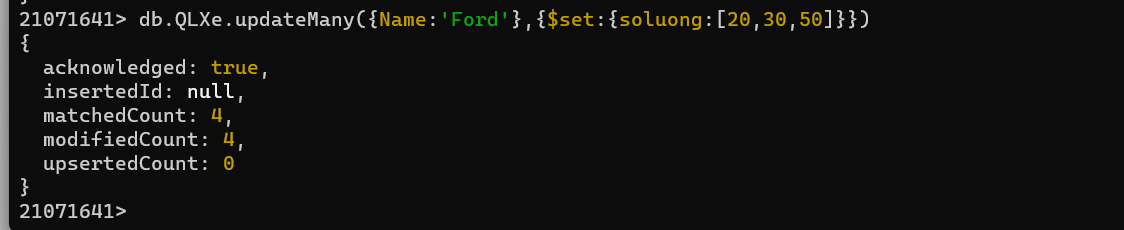 21071641> db.QLXe.updateMany({Name:'Ford'},{$set:{soluong:[20,30,50]}})
{
  acknowledged: true,
  insertedId: null,
  matchedCount: 4,
  modifiedCount: 4,
  upsertedCount: 0
}
21071641>